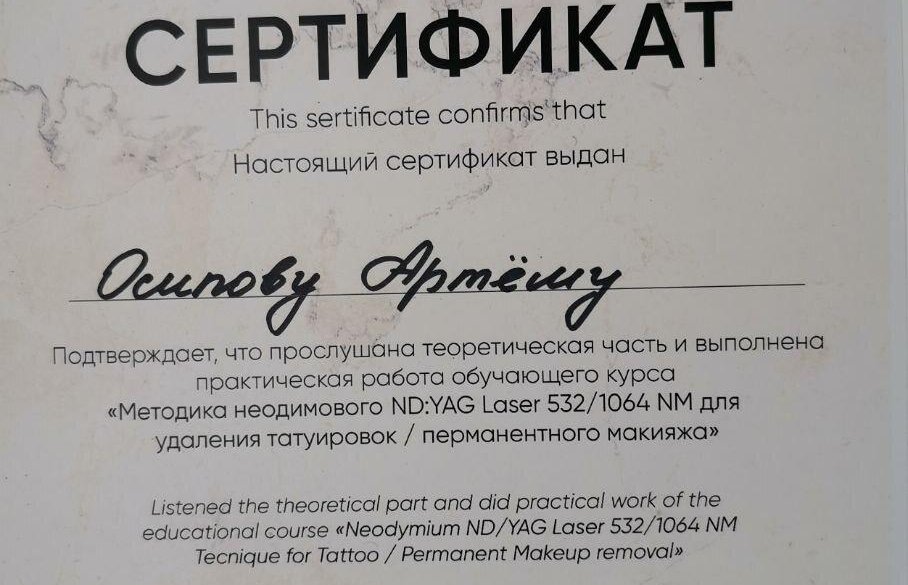 СЕРТИФИКАТ
This sertificate confirms that
Настоящий сертификат выдан
Осипову Артёму
Подтверждает, что прослушана теоретическая часть и выполнена
практическая работа обучающего курса
«Методика неодимового ND:YAG Laser 532/1064 NM для
удаления татуировок / перманентного макияжа»
Listened the theoretical part and did practical work of the
educational course «Neodymium ND/YAG Laser 532/1064 NM
Tecnique for Tattoo / Permanent Makeup removal»